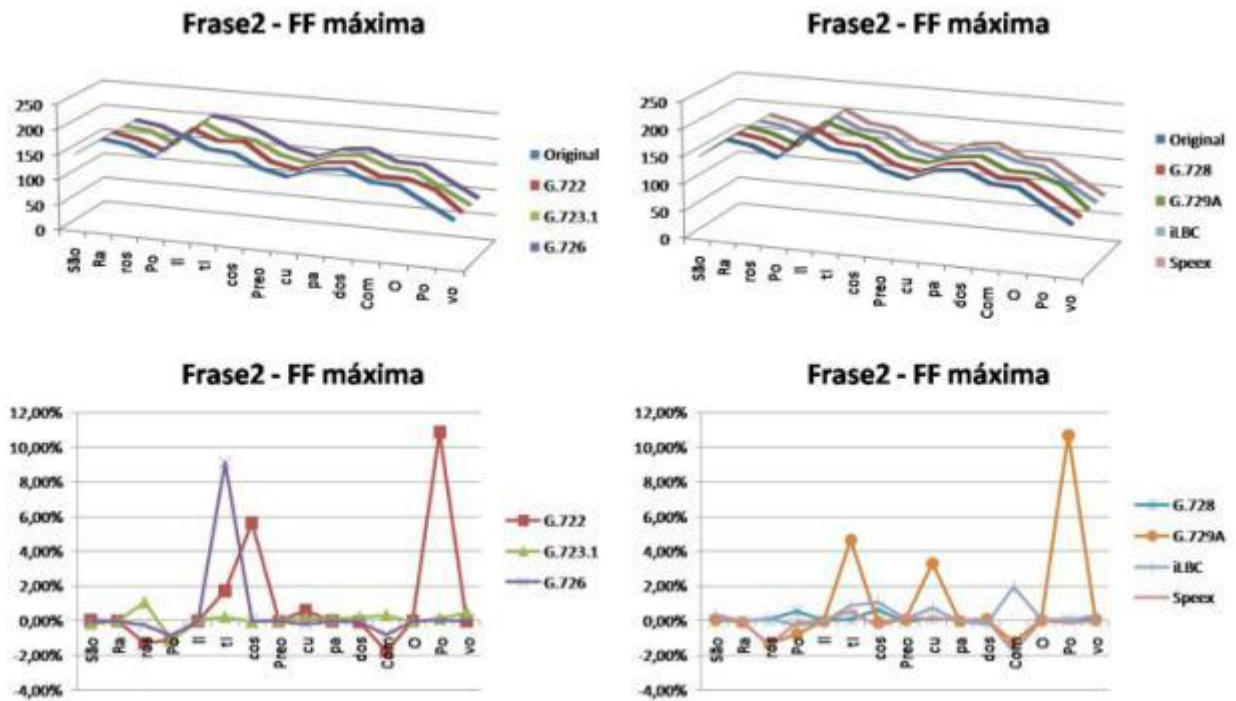 Frase2 - FF máxima
250
200
150
100
50
0
São
Ra
ros
Po
li
ti
cos
Preo
cu
pa
dos
Com
O
Po
vo
Original
G.722
G.723.1
G.726
Frase2 - FF máxima
250
200
150
100
50
0
São
Ra
ros
Po
li
ti
cos
Preo
cu
pa
dos
Com
O
Po
vo
Original
G.728
G.729A
iLBC
Speex
Frase2 - FF máxima
12,00%
10,00%
8,00%
6,00%
4,00%
2,00%
0,00%
-2,00%
-4,00%
São
Ra
ros
Po
li
ti
cos
Preo
cu
pa
dos
Com
O
Po
vo
G.722
G.723.1
G.726
Frase2 - FF máxima
12,00%
10,00%
8,00%
6,00%
4,00%
2,00%
0,00%
-2,00%
-4,00%
São
Ra
ros
Po
li
ti
cos
Preo
cu
pa
dos
Com
O
Po
vo
G.728
G.729A
iLBC
Speex